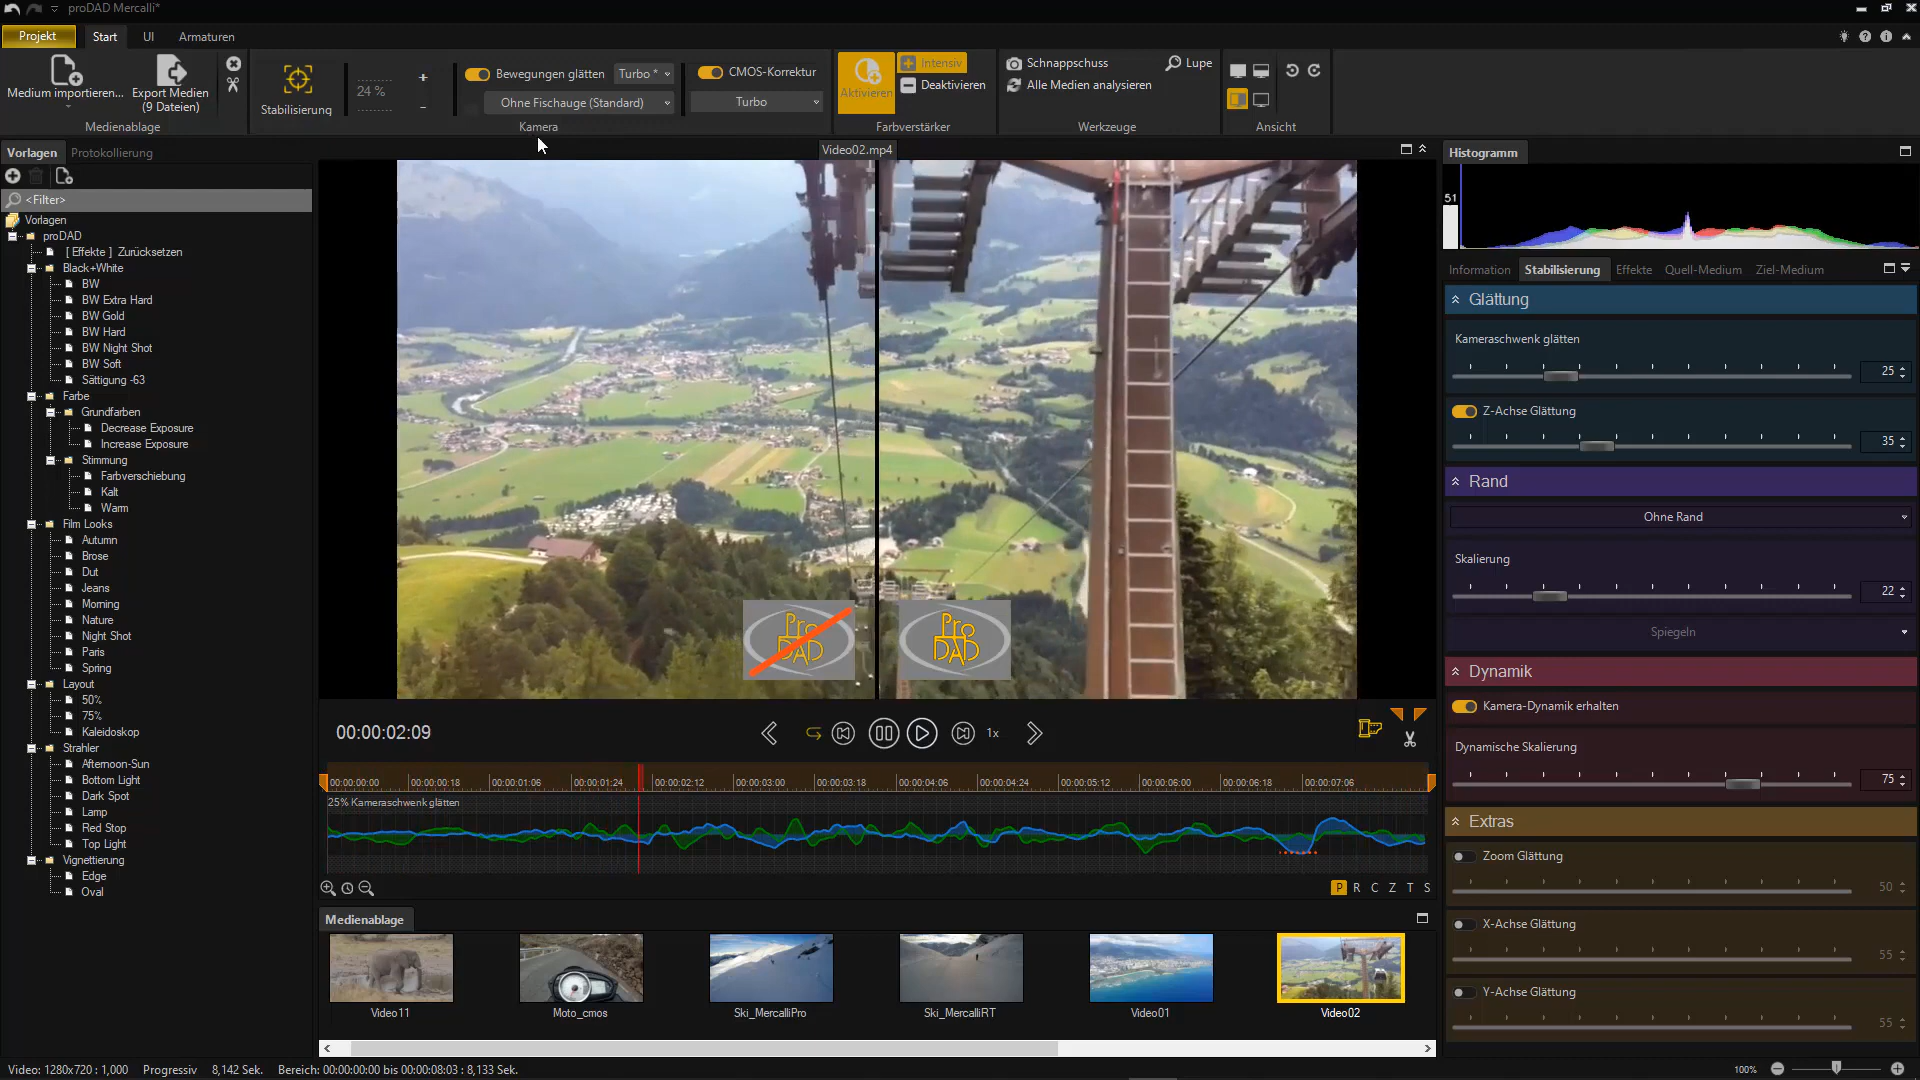 proDAD Mercalli*
Projekt Start UI Armaturen
Medium importieren...
Export Medien
(9 Dateien)
Medienablage
Stabilisierung
24 %
Bewegungen glätten Turbo *
Ohne Fischauge (Standard)
Kamera
CMOS-Korrektur
Turbo
Aktivieren
Intensiv
Deaktivieren
Farbverstärker
Schnappschuss Lupe
Alle Medien analysieren
Werkzeuge
Ansicht
Vorlagen Protokollierung
<Filter>
Vorlagen
proDAD
[ Effekte ] Zurücksetzen
Black+White
BW
BW Extra Hard
BW Gold
BW Hard
BW Night Shot
BW Soft
Sättigung -63
Farbe
Grundfarben
Decrease Exposure
Increase Exposure
Stimmung
Farbverschiebung
Kalt
Warm
Film Looks
Autumn
Brose
Dut
Jeans
Morning
Nature
Night Shot
Paris
Spring
Layout
50%
75%
Kaleidoskop
Strahler
Afternoon-Sun
Bottom Light
Dark Spot
Lamp
Red Stop
Top Light
Vignettierung
Edge
Oval
Video02.mp4
Pro DAD
Pro DAD
00:00:02:09
1x
00:00:00:00 00:00:00:18 00:00:01:06 00:00:01:24 00:00:02:12 00:00:03:00 00:00:03:18 00:00:04:06 00:00:04:24 00:00:05:12 00:00:06:00 00:00:06:18 00:00:07:06
25% Kameraschwenk glätten
P R C Z T S
Medienablage
Video11 Moto_cmos Ski_MercalliPro Ski_MercalliRT Video01 Video02
Histogramm
51
Information Stabilisierung Effekte Quell-Medium Ziel-Medium
Glättung
Kameraschwenk glätten
25
Z-Achse Glättung
35
Rand
Ohne Rand
Skalierung
22
Spiegeln
Dynamik
Kamera-Dynamik erhalten
Dynamische Skalierung
75
Extras
Zoom Glättung
50
X-Achse Glättung
55
Y-Achse Glättung
55
Video: 1280x720 : 1,000 Progressiv 8,142 Sek. Bereich: 00:00:00:00 bis 00:00:08:03 : 8,133 Sek.
100%